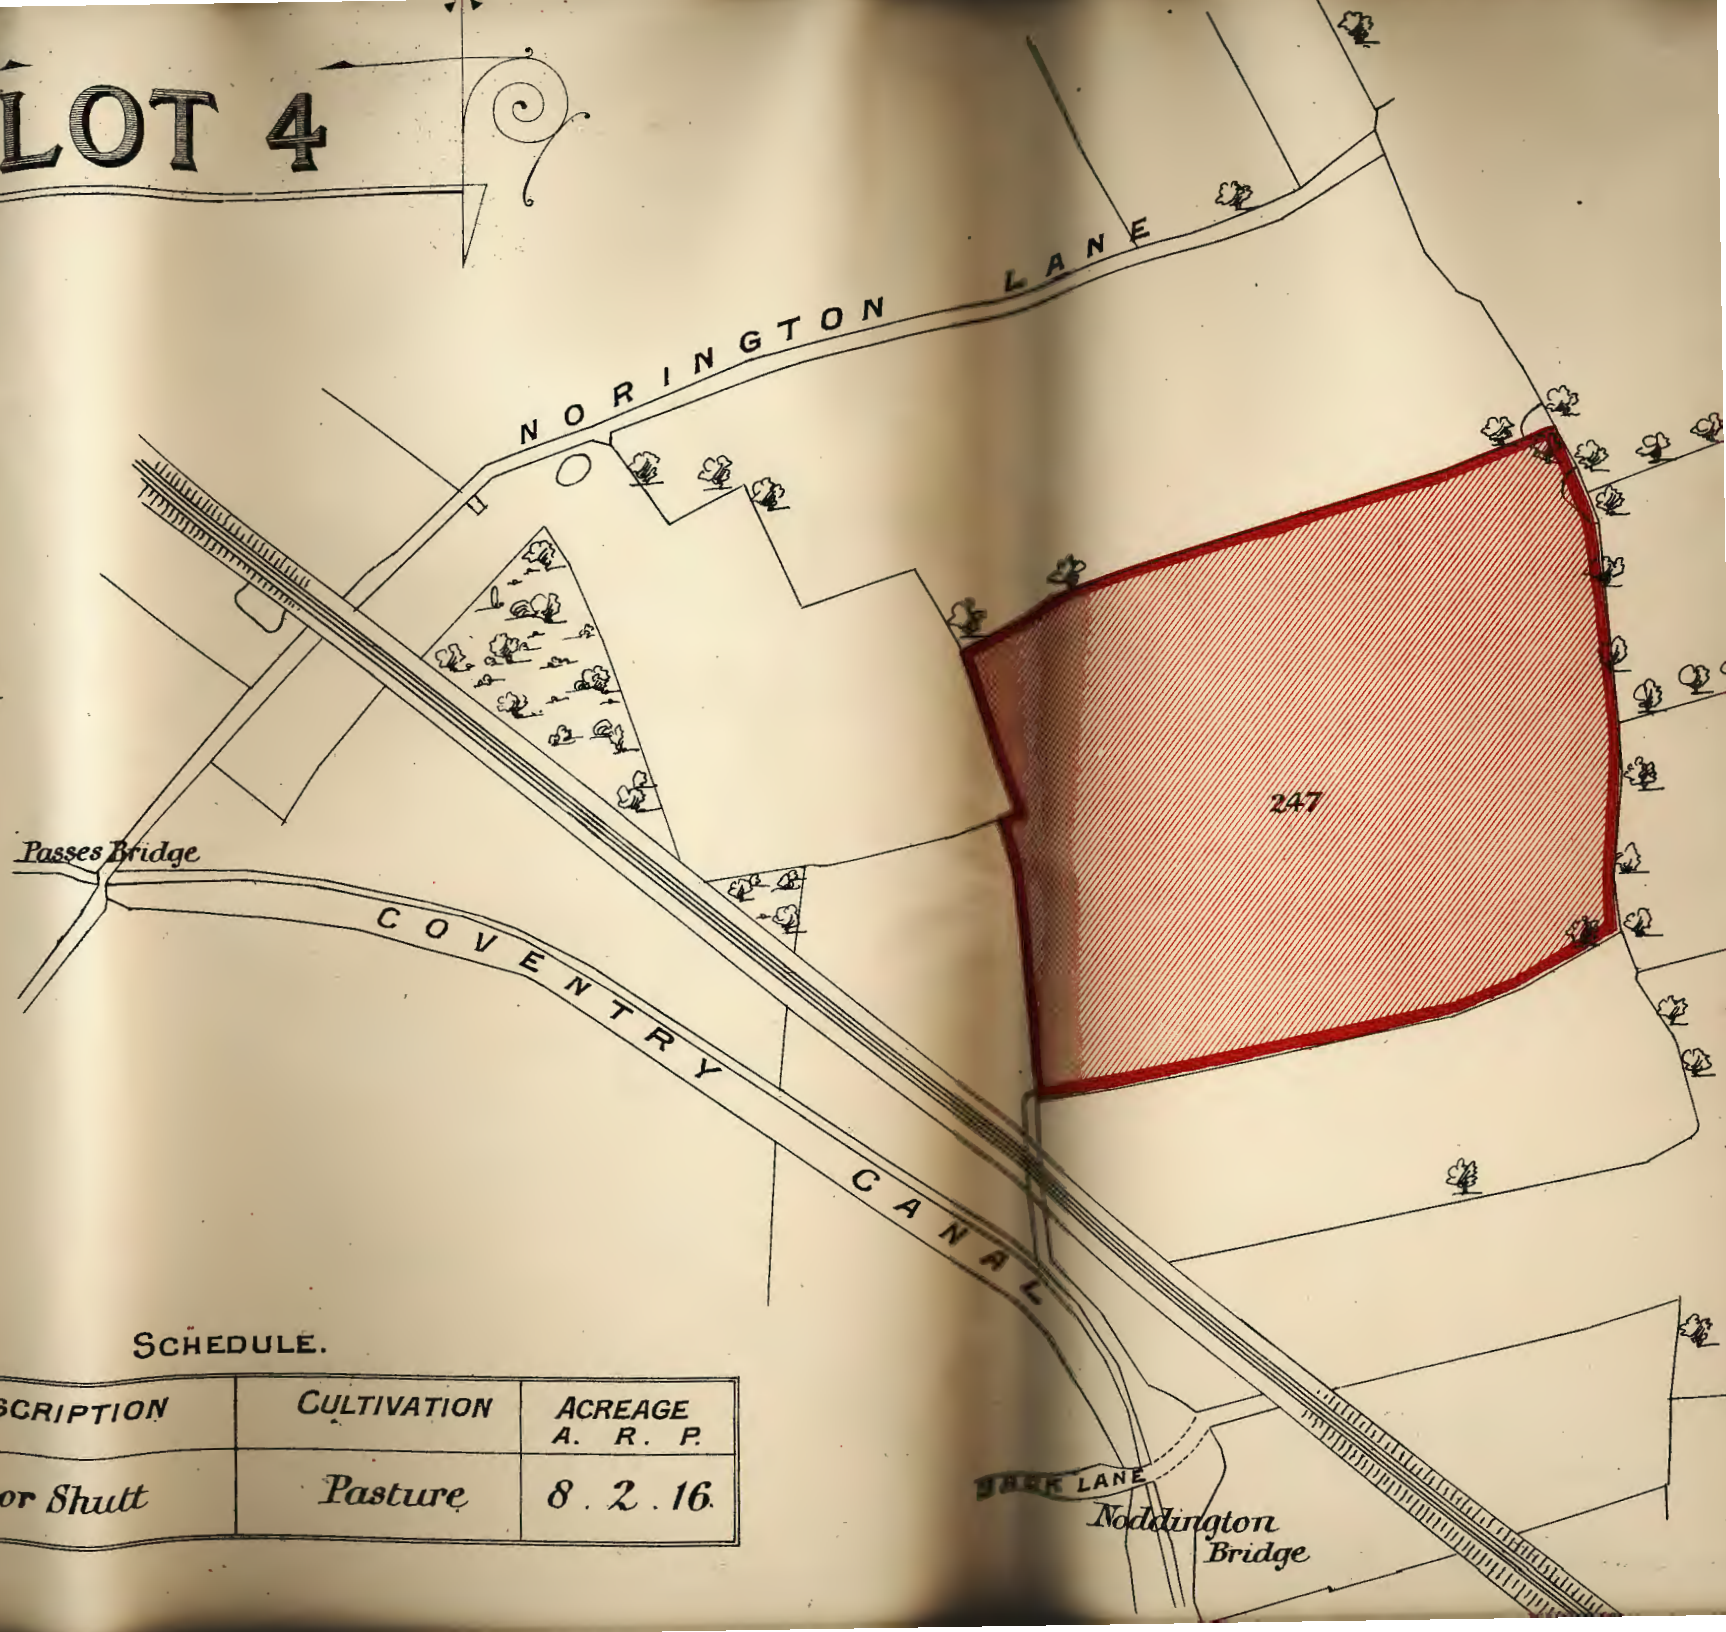 LOT 4
NORINGTON LANE
247
Passes Bridge
COVENTRY CANAL
SCHEDULE.
SCRIPTION CULTIVATION ACREAGE
A. R. P.
or Shutt Pasture 8 . 2 . 16.
LANE
Noddington
Bridge